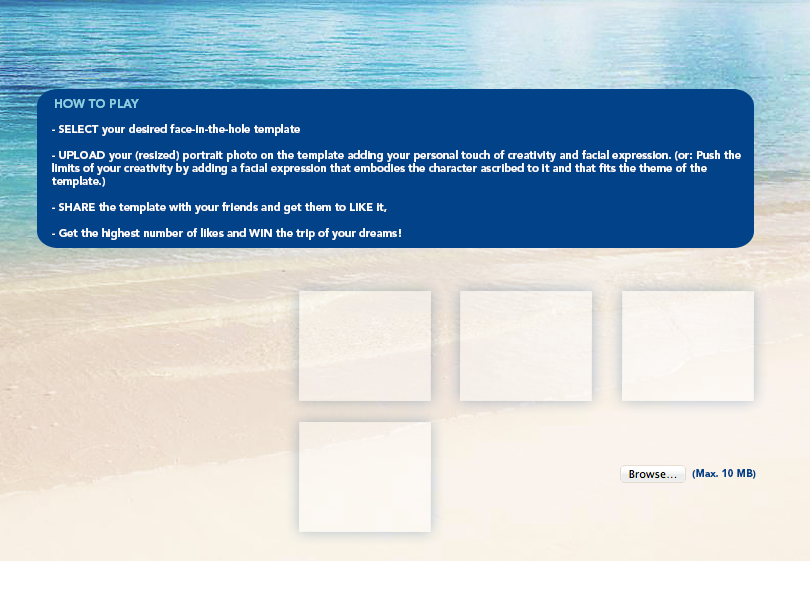 HOW TO PLAY
- SELECT your desired face-in-the-hole template
- UPLOAD your (resized) portrait photo on the template adding your personal touch of creativity and facial expression. (or: Push the
limits of your creativity by adding a facial expression that embodies the character ascribed to it and that fits the theme of the
template.)
- SHARE the template with your friends and get them to LIKE it,
- Get the highest number of likes and WIN the trip of your dreams!
Browse... (Max. 10 MB)